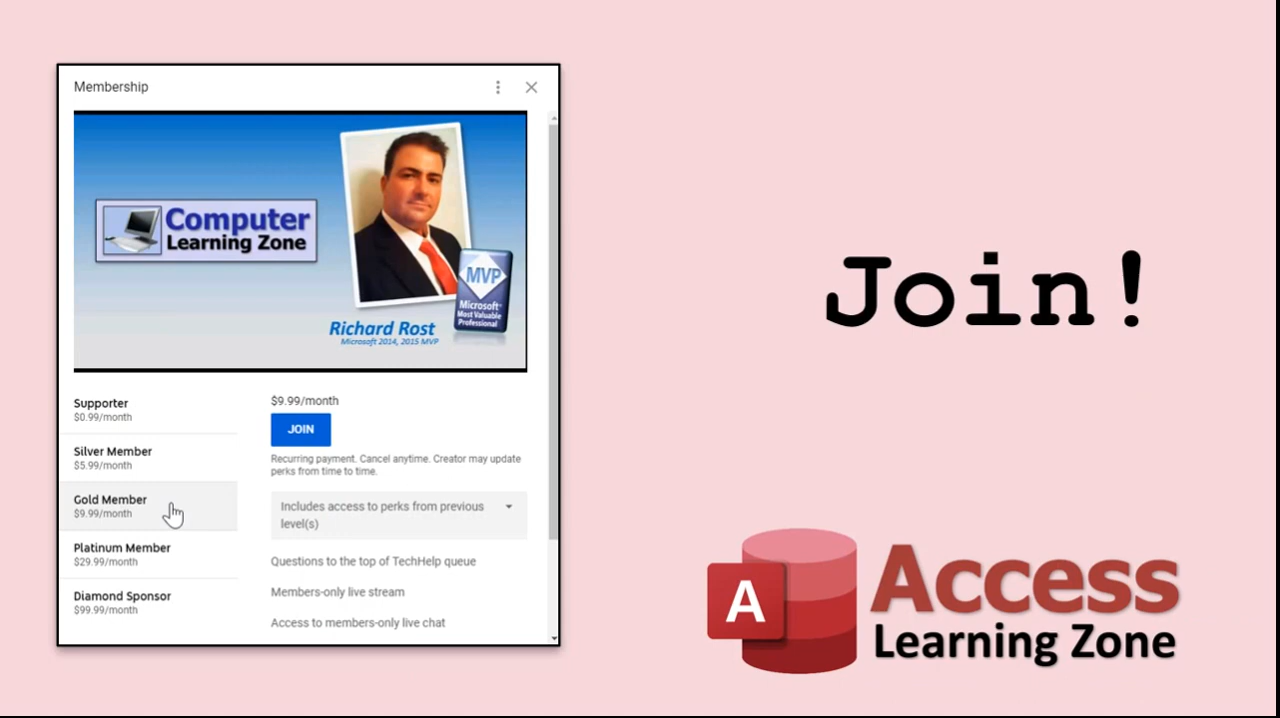 Membership
Computer
Learning Zone
MVP
Microsoft®
Most Valuable
Professional
Richard Rost
Microsoft 2014, 2015 MVP
Supporter
$0.99/month
Silver Member
$5.99/month
Gold Member
$9.99/month
Platinum Member
$29.99/month
Diamond Sponsor
$99.99/month
$9.99/month
JOIN
Recurring payment. Cancel anytime. Creator may update
perks from time to time.
Includes access to perks from previous
level(s)
Questions to the top of TechHelp queue
Members-only live stream
Access to members-only live chat
Join!
A
Access
Learning Zone